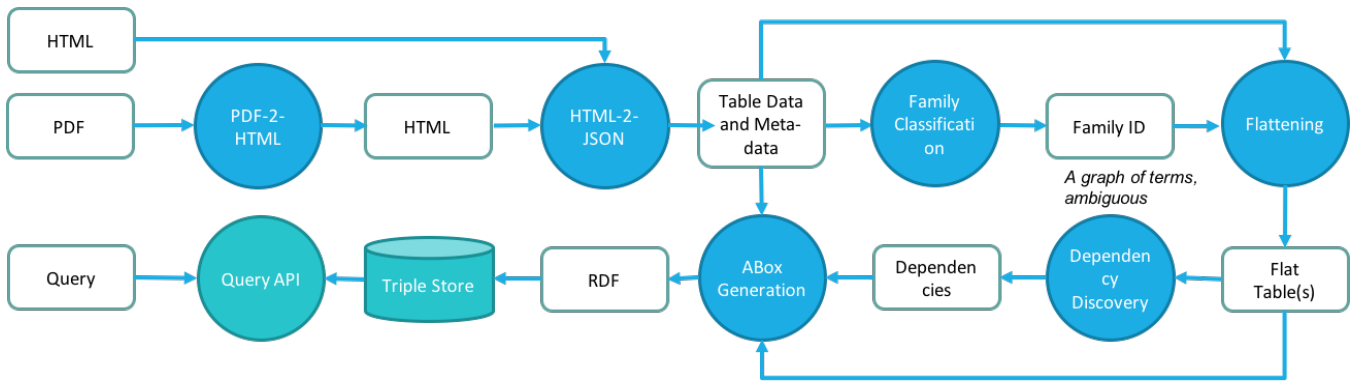 HTML
PDF
PDF-2-
HTML
HTML
HTML-2-
JSON
Table Data
and Meta-
data
Family
Classificati
on
Family ID
Flattening
A graph of terms,
ambiguous
Query
Query API
Triple Store
RDF
ABox
Generation
Dependen
cies
Dependen
cy
Discovery
Flat
Table(s)